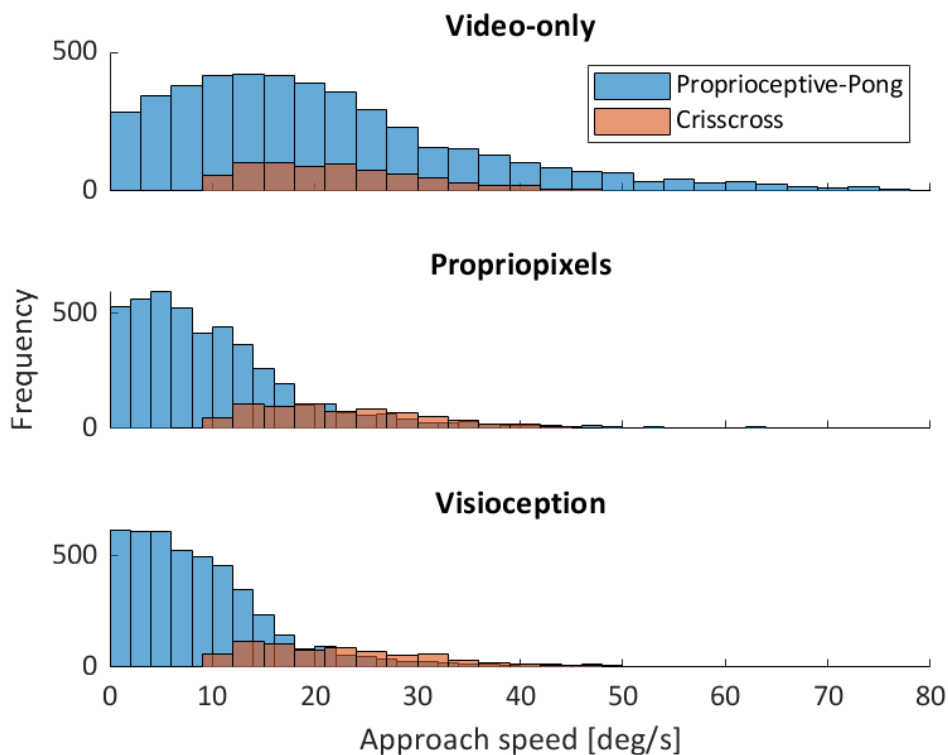 Video-only
500
0
Proprioceptive-Pong
Crisscross
Propriopixels
500
0
Frequency
Visioception
500
0
0 10 20 30 40 50 60 70 80
Approach speed [deg/s]